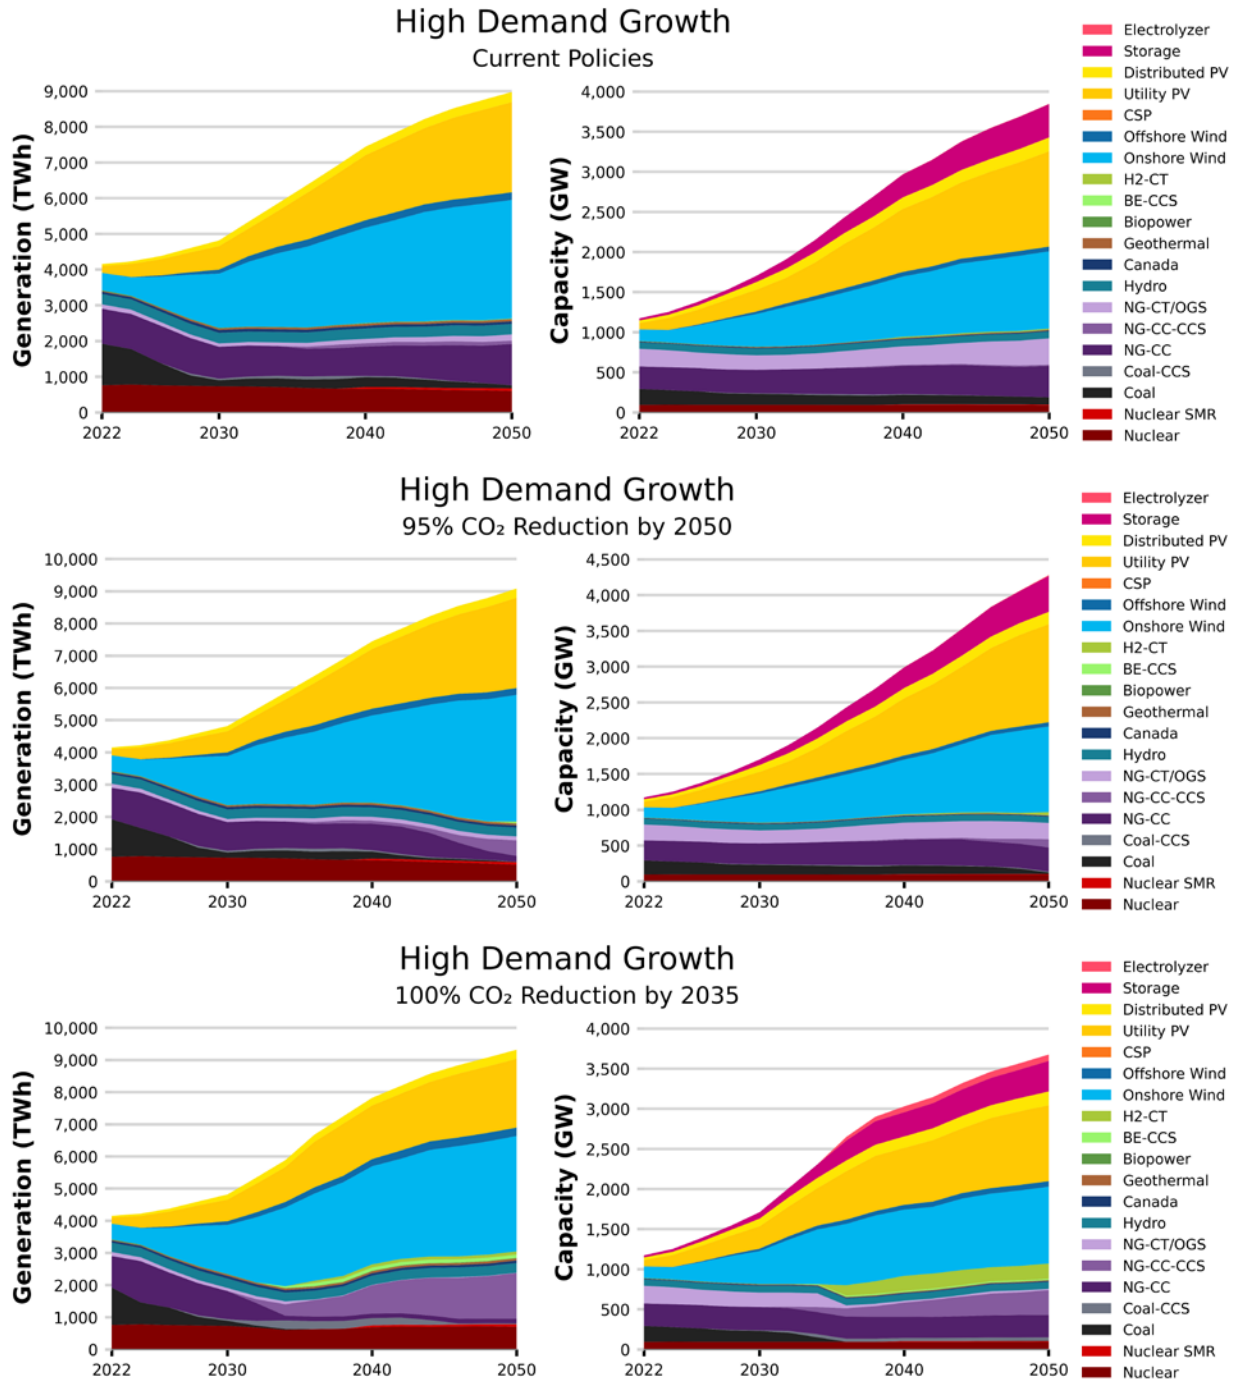 High Demand Growth
Current Policies
Generation (TWh)
9,000
8,000
7,000
6,000
5,000
4,000
3,000
2,000
1,000
0
2022
2030
2040
2050
Capacity (GW)
4,000
3,500
3,000
2,500
2,000
1,500
1,000
500
0
2022
2030
2040
2050
Electrolyzer
Storage
Distributed PV
Utility PV
CSP
Offshore Wind
Onshore Wind
H2-CT
BE-CCS
Biopower
Geothermal
Canada
Hydro
NG-CT/OGS
NG-CC-CCS
NG-CC
Coal-CCS
Coal
Nuclear SMR
Nuclear
High Demand Growth
95% CO₂ Reduction by 2050
Generation (TWh)
10,000
9,000
8,000
7,000
6,000
5,000
4,000
3,000
2,000
1,000
0
2022
2030
2040
2050
Capacity (GW)
4,500
4,000
3,500
3,000
2,500
2,000
1,500
1,000
500
0
2022
2030
2040
2050
Electrolyzer
Storage
Distributed PV
Utility PV
CSP
Offshore Wind
Onshore Wind
H2-CT
BE-CCS
Biopower
Geothermal
Canada
Hydro
NG-CT/OGS
NG-CC-CCS
NG-CC
Coal-CCS
Coal
Nuclear SMR
Nuclear
High Demand Growth
100% CO₂ Reduction by 2035
Generation (TWh)
10,000
9,000
8,000
7,000
6,000
5,000
4,000
3,000
2,000
1,000
0
2022
2030
2040
2050
Capacity (GW)
4,000
3,500
3,000
2,500
2,000
1,500
1,000
500
0
2022
2030
2040
2050
Electrolyzer
Storage
Distributed PV
Utility PV
CSP
Offshore Wind
Onshore Wind
H2-CT
BE-CCS
Biopower
Geothermal
Canada
Hydro
NG-CT/OGS
NG-CC-CCS
NG-CC
Coal-CCS
Coal
Nuclear SMR
Nuclear